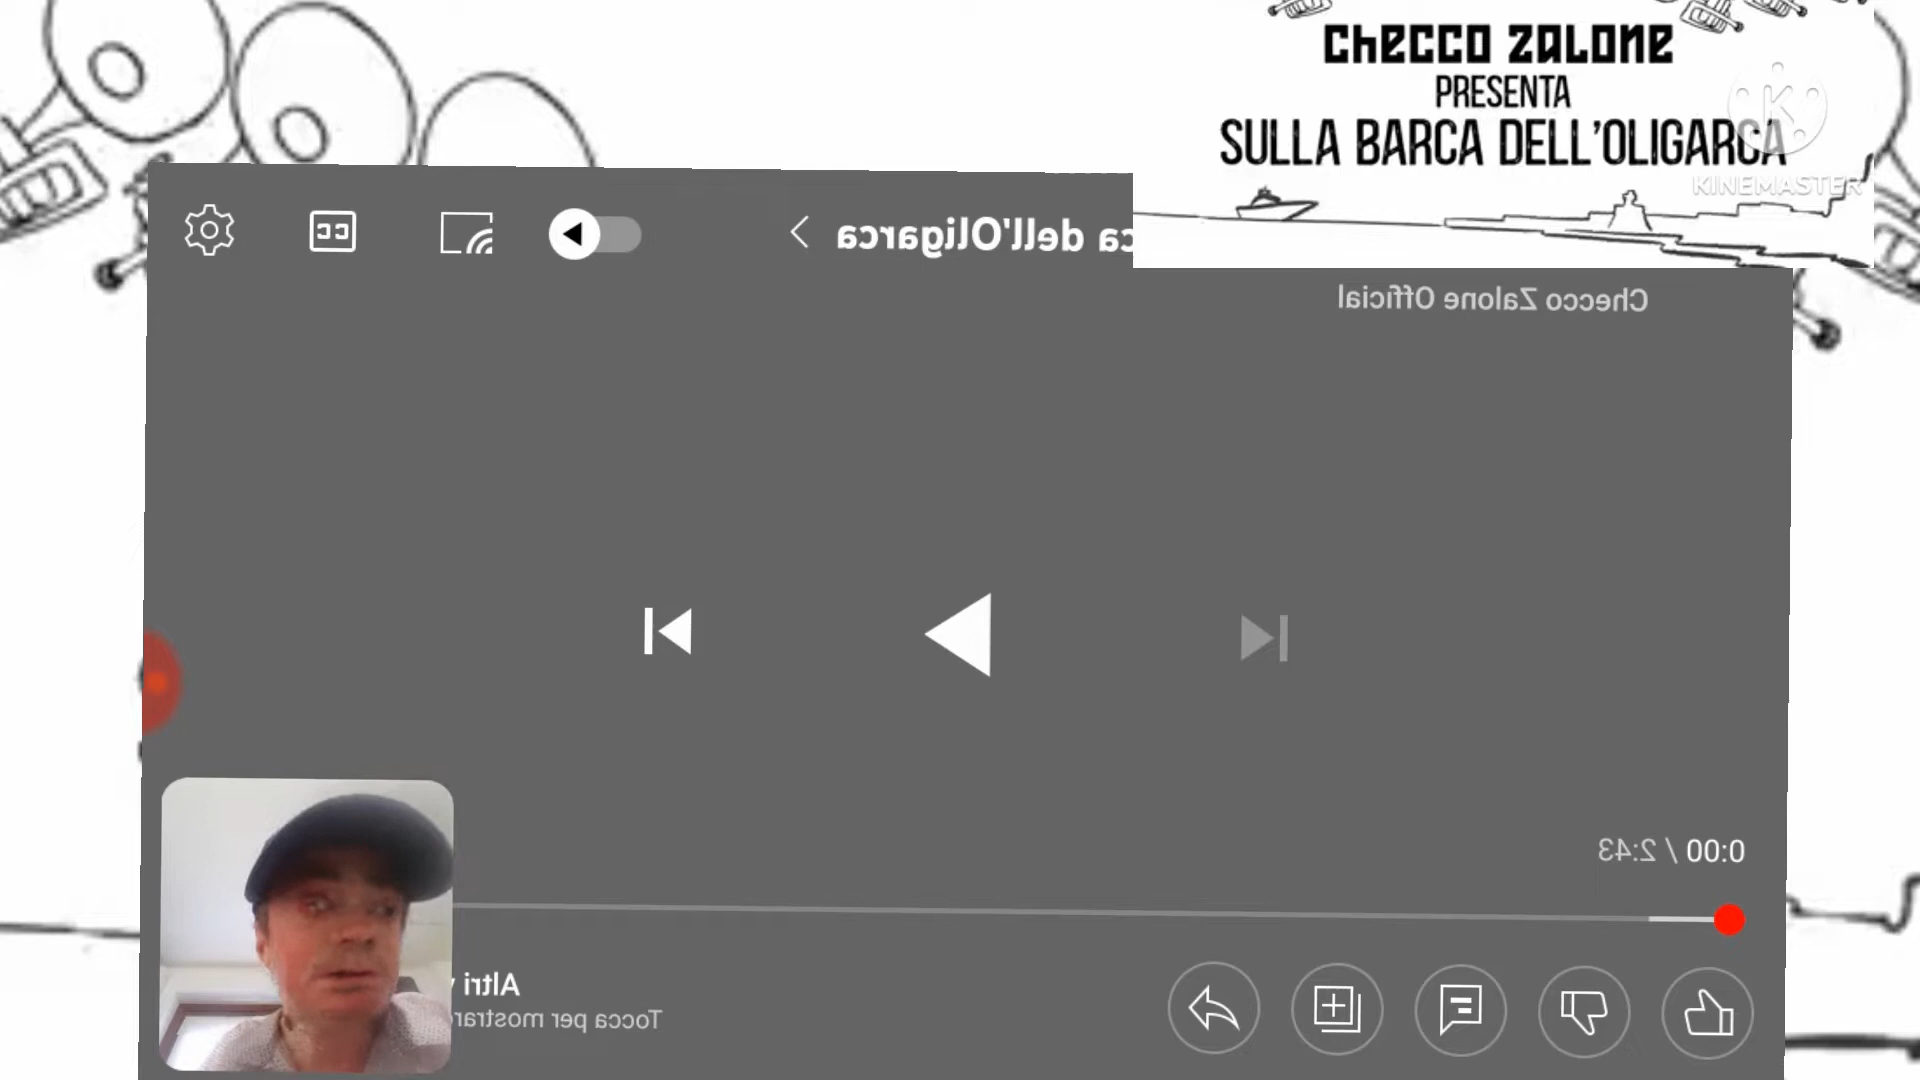 CHECCO ZALONE
PRESENTA
SULLA BARCA DELL'OLIGARCA
KINEMASTER
ca dell'Oligarca
Checco Zalone Official
0:00 / 2:43
Altri
Tocca per mostrare